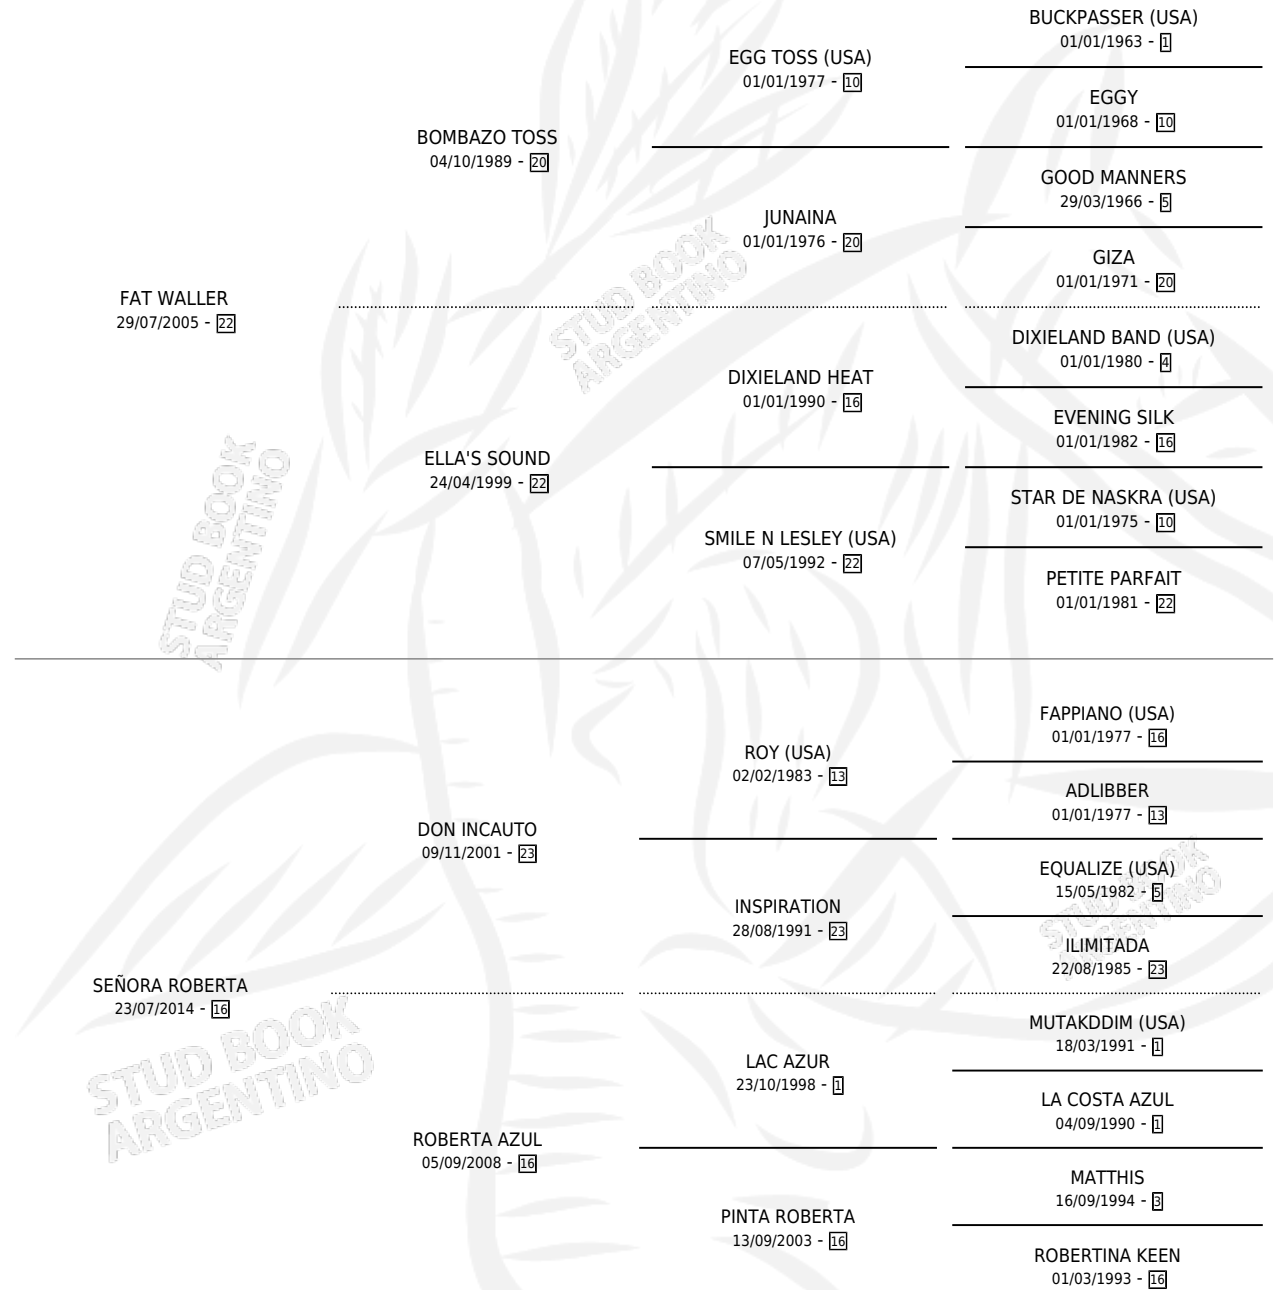 BUCKPASSER (USA)
01/01/1963 - 1
EGG TOSS (USA)
01/01/1977 - 10
EGGY
01/01/1968 - 10
BOMBAZO TOSS
04/10/1989 - 20
GOOD MANNERS
29/03/1966 - 5
JUNAINA
01/01/1976 - 20
GIZA
01/01/1971 - 20
FAT WALLER
29/07/2005 - 22
STUD BOOK
ARGENTINO
DIXIELAND BAND (USA)
01/01/1980 - 4
DIXIELAND HEAT
01/01/1990 - 16
EVENING SILK
01/01/1982 - 16
ELLA'S SOUND
24/04/1999 - 22
STAR DE NASKRA (USA)
01/01/1975 - 10
SMILE N LESLEY (USA)
07/05/1992 - 22
PETITE PARFAIT
01/01/1981 - 22
STUD BOOK
ARGENTINO
FAPPIANO (USA)
01/01/1977 - 16
ROY (USA)
02/02/1983 - 13
ADLIBBER
01/01/1977 - 13
DON INCAUTO
09/11/2001 - 23
EQUALIZE (USA)
15/05/1982 - 5
INSPIRATION
28/08/1991 - 23
ILIMITADA
22/08/1985 - 23
STUD BOOK
ARGENTINO
SEÑORA ROBERTA
23/07/2014 - 16
STUD BOOK
ARGENTINO
MUTAKDDIM (USA)
18/03/1991 - 1
LAC AZUR
23/10/1998 - 1
LA COSTA AZUL
04/09/1990 - 1
ROBERTA AZUL
05/09/2008 - 16
MATTHIS
16/09/1994 - 3
PINTA ROBERTA
13/09/2003 - 16
ROBERTINA KEEN
01/03/1993 - 16